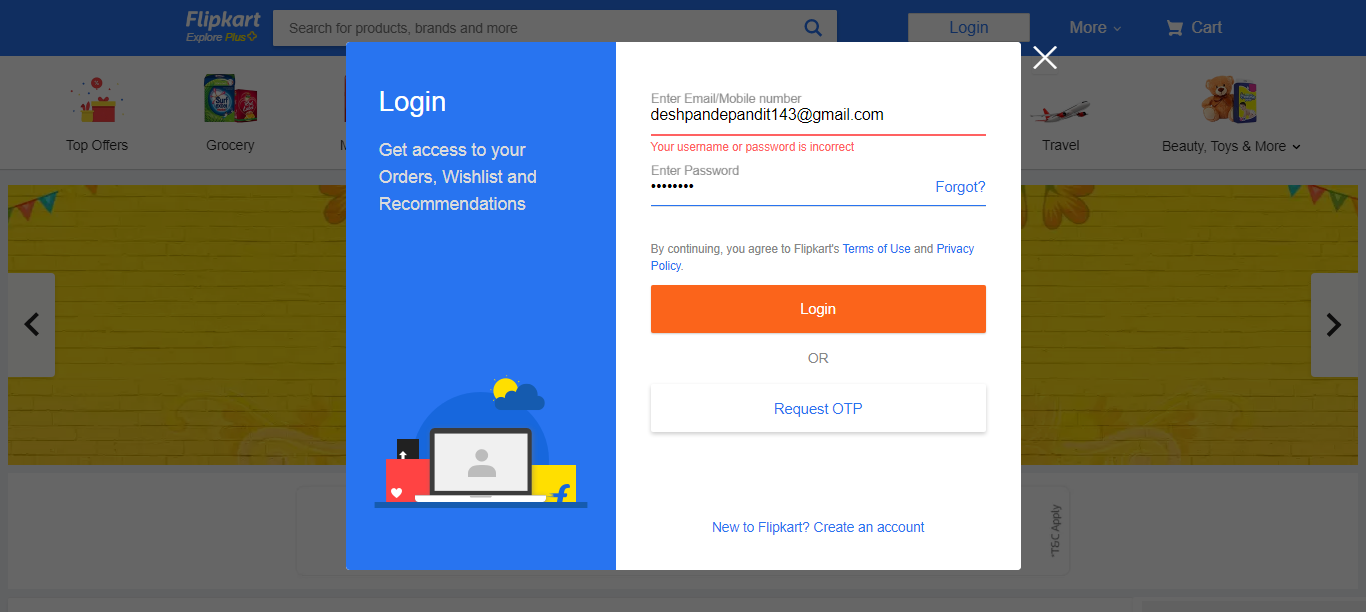 Flipkart
Explore Plus
Search for products, brands and more
Login
More
Cart
Top Offers
Grocery
M
Travel
Beauty, Toys & More
Login
Get access to your
Orders, Wishlist and
Recommendations
Enter Email/Mobile number
deshpandepandit143@gmail.com
Your username or password is incorrect
Enter Password
••••••••
Forgot?
By continuing, you agree to Flipkart's Terms of Use and Privacy
Policy.
Login
OR
Request OTP
New to Flipkart? Create an account
*T&C Apply